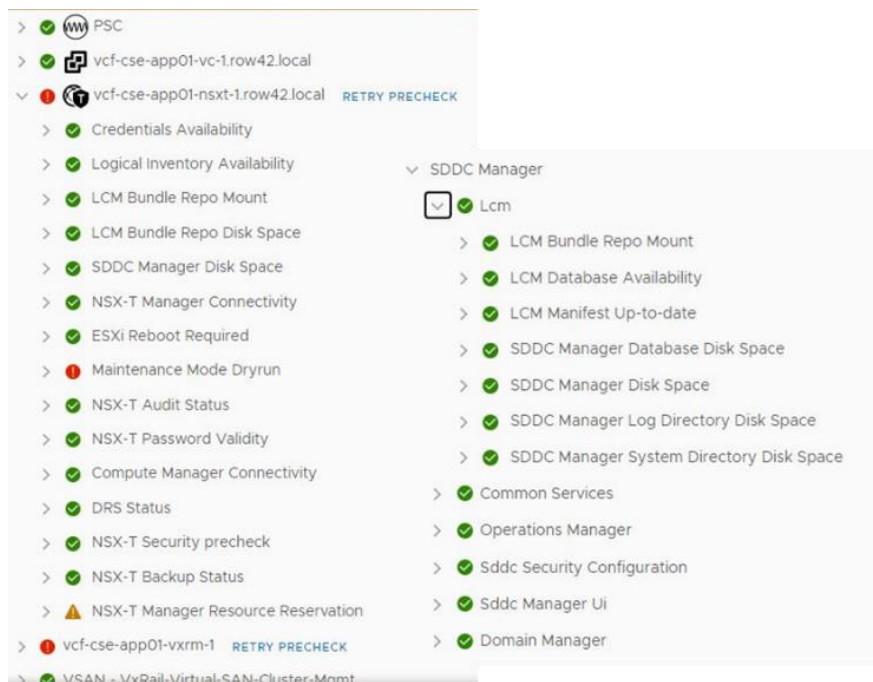 PSC
vcf-cse-app01-vc-1.row42.local
vcf-cse-app01-nsxt-1.row42.local RETRY PRECHECK
Credentials Availability
Logical Inventory Availability
LCM Bundle Repo Mount
LCM Bundle Repo Disk Space
SDDC Manager Disk Space
NSX-T Manager Connectivity
ESXi Reboot Required
Maintenance Mode Dryrun
NSX-T Audit Status
NSX-T Password Validity
Compute Manager Connectivity
DRS Status
NSX-T Security precheck
NSX-T Backup Status
NSX-T Manager Resource Reservation
vcf-cse-app01-vxrm-1 RETRY PRECHECK
VSAN - VxRail-Virtual-SAN-Cluster-Mgmt
SDDC Manager
Lcm
LCM Bundle Repo Mount
LCM Database Availability
LCM Manifest Up-to-date
SDDC Manager Database Disk Space
SDDC Manager Disk Space
SDDC Manager Log Directory Disk Space
SDDC Manager System Directory Disk Space
Common Services
Operations Manager
Sddc Security Configuration
Sddc Manager Ui
Domain Manager